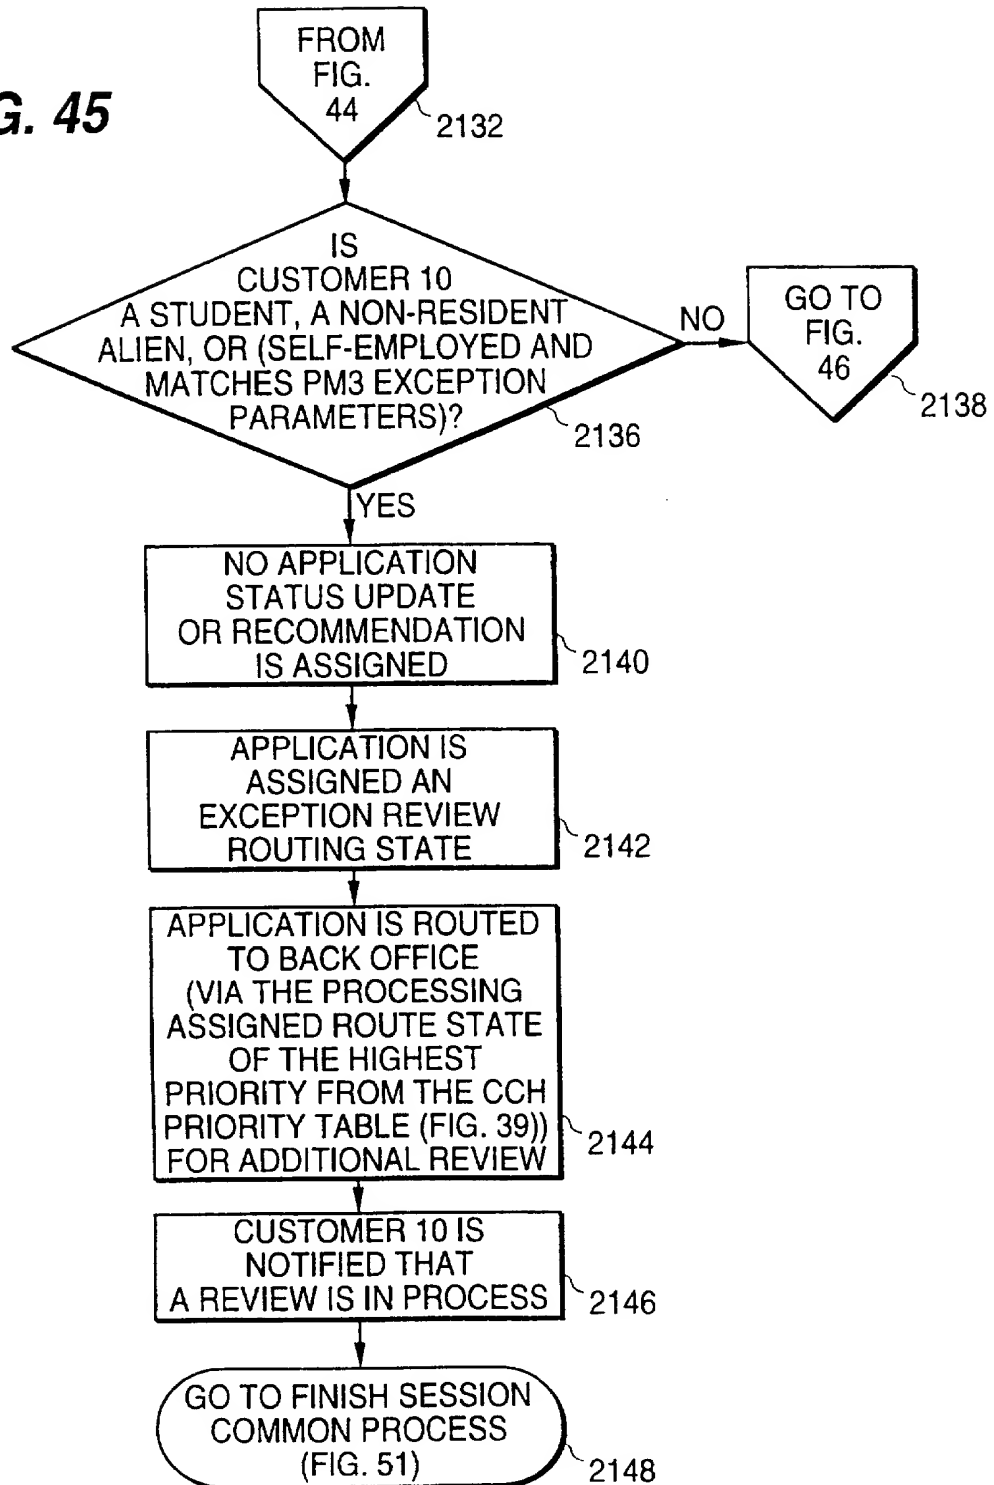 FROM
FIG.
44
G. 45
2132
IS
CUSTOMER 10
A STUDENT, A NON-RESIDENT
ALIEN, OR (SELF-EMPLOYED AND
MATCHES PM3 EXCEPTION
PARAMETERS)?
2136
NO
GO TO
FIG.
46
2138
YES
NO APPLICATION
STATUS UPDATE
OR RECOMMENDATION
IS ASSIGNED
2140
APPLICATION IS
ASSIGNED AN
EXCEPTION REVIEW
ROUTING STATE
2142
APPLICATION IS ROUTED
TO BACK OFFICE
(VIA THE PROCESSING
ASSIGNED ROUTE STATE
OF THE HIGHEST
PRIORITY FROM THE CCH
PRIORITY TABLE (FIG. 39))
FOR ADDITIONAL REVIEW
2144
CUSTOMER 10 IS
NOTIFIED THAT
A REVIEW IS IN PROCESS
2146
GO TO FINISH SESSION
COMMON PROCESS
(FIG. 51)
2148